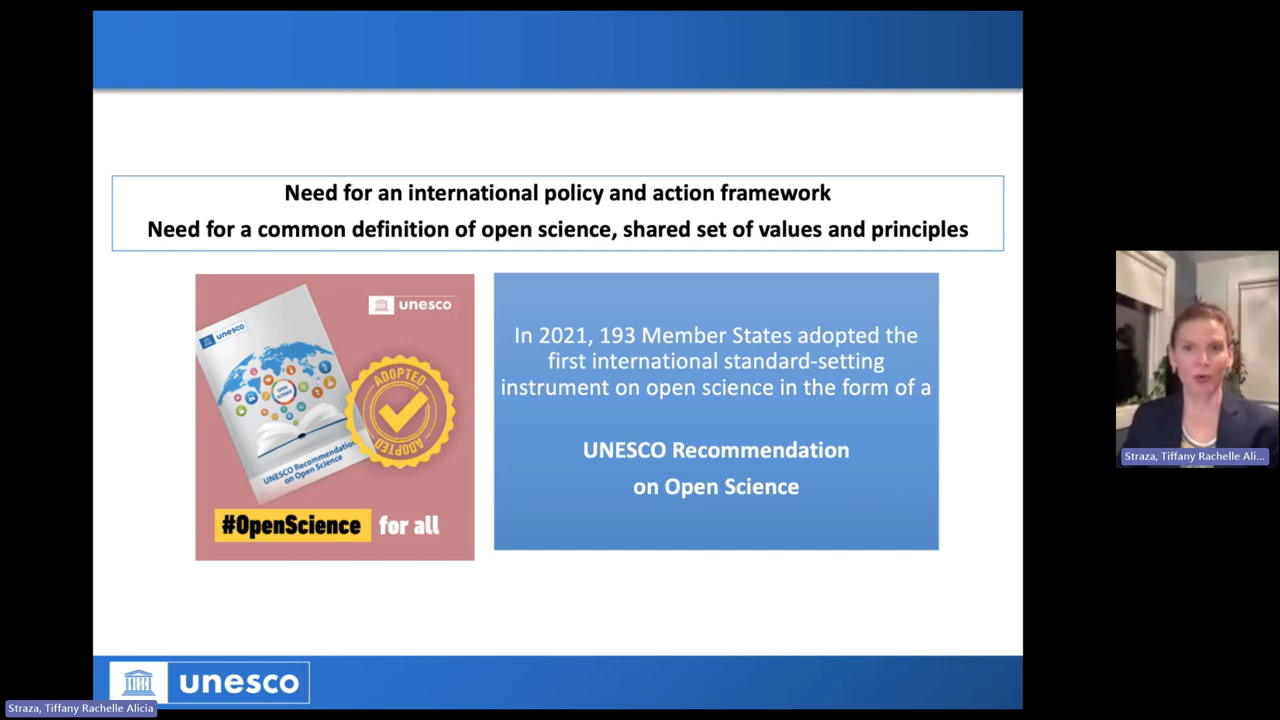 Need for an international policy and action framework
Need for a common definition of open science, shared set of values and principles
unesco
unesco
OPEN
SCIENCE
ADOPTED
ADOPTED
UNESCO Recommendation
on Open Science
#OpenScience for all
In 2021, 193 Member States adopted the
first international standard-setting
instrument on open science in the form of a
UNESCO Recommendation
on Open Science
Straza, Tiffany Rachelle Ali...
UNESCO
unesco
Straza, Tiffany Rachelle Alicia